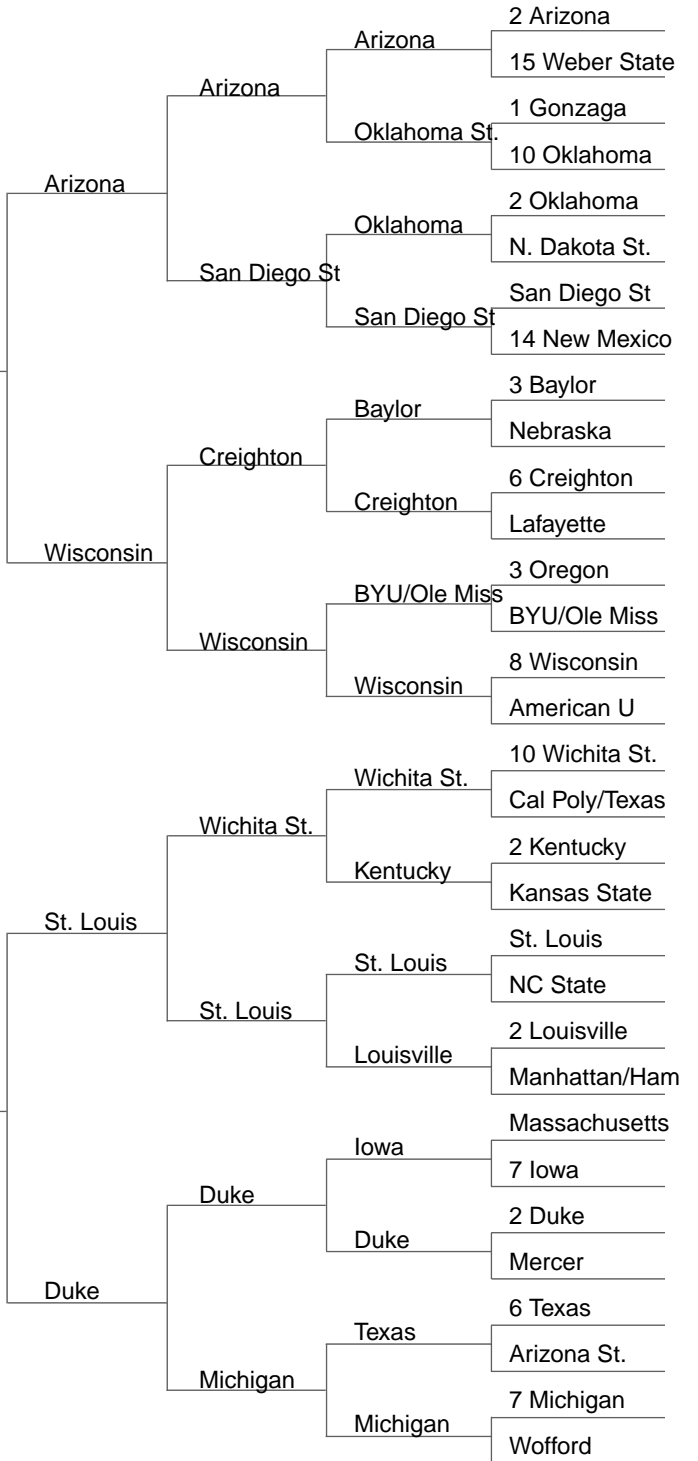 2 Arizona
Arizona
15 Weber State
Arizona
1 Gonzaga
Oklahoma St.
10 Oklahoma
Arizona
2 Oklahoma
Oklahoma
N. Dakota St.
San Diego St
San Diego St
San Diego St
14 New Mexico
3 Baylor
Baylor
Nebraska
Creighton
6 Creighton
Creighton
Lafayette
Wisconsin
3 Oregon
BYU/Ole Miss
BYU/Ole Miss
Wisconsin
8 Wisconsin
Wisconsin
American U
10 Wichita St.
Wichita St.
Cal Poly/Texas
Wichita St.
2 Kentucky
Kentucky
Kansas State
St. Louis
St. Louis
St. Louis
NC State
St. Louis
2 Louisville
Louisville
Manhattan/Ham
Massachusetts
Iowa
7 Iowa
Duke
2 Duke
Duke
Mercer
Duke
6 Texas
Texas
Arizona St.
Michigan
7 Michigan
Michigan
Wofford